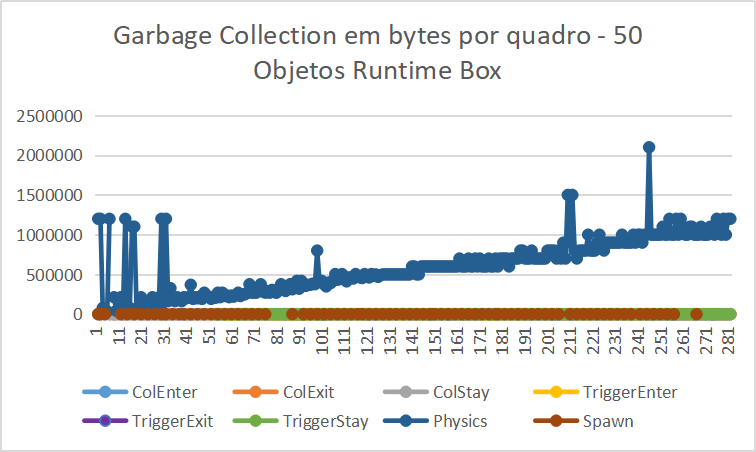 Garbage Collection em bytes por quadro - 50
Objetos Runtime Box
2500000
2000000
1500000
1000000
500000
0
1 11 21 31 41 51 61 71 81 91 101 111 121 131 141 151 161 171 181 191 201 211 221 231 241 251 261 271 281
ColEnter ColExit ColStay TriggerEnter
TriggerExit TriggerStay Physics Spawn